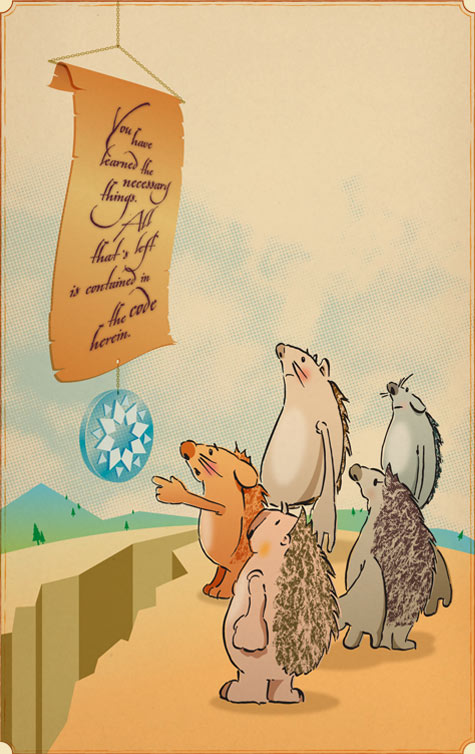 You
have
learned the
necessary
things.
All
that's left
is contained in
the code
herein.